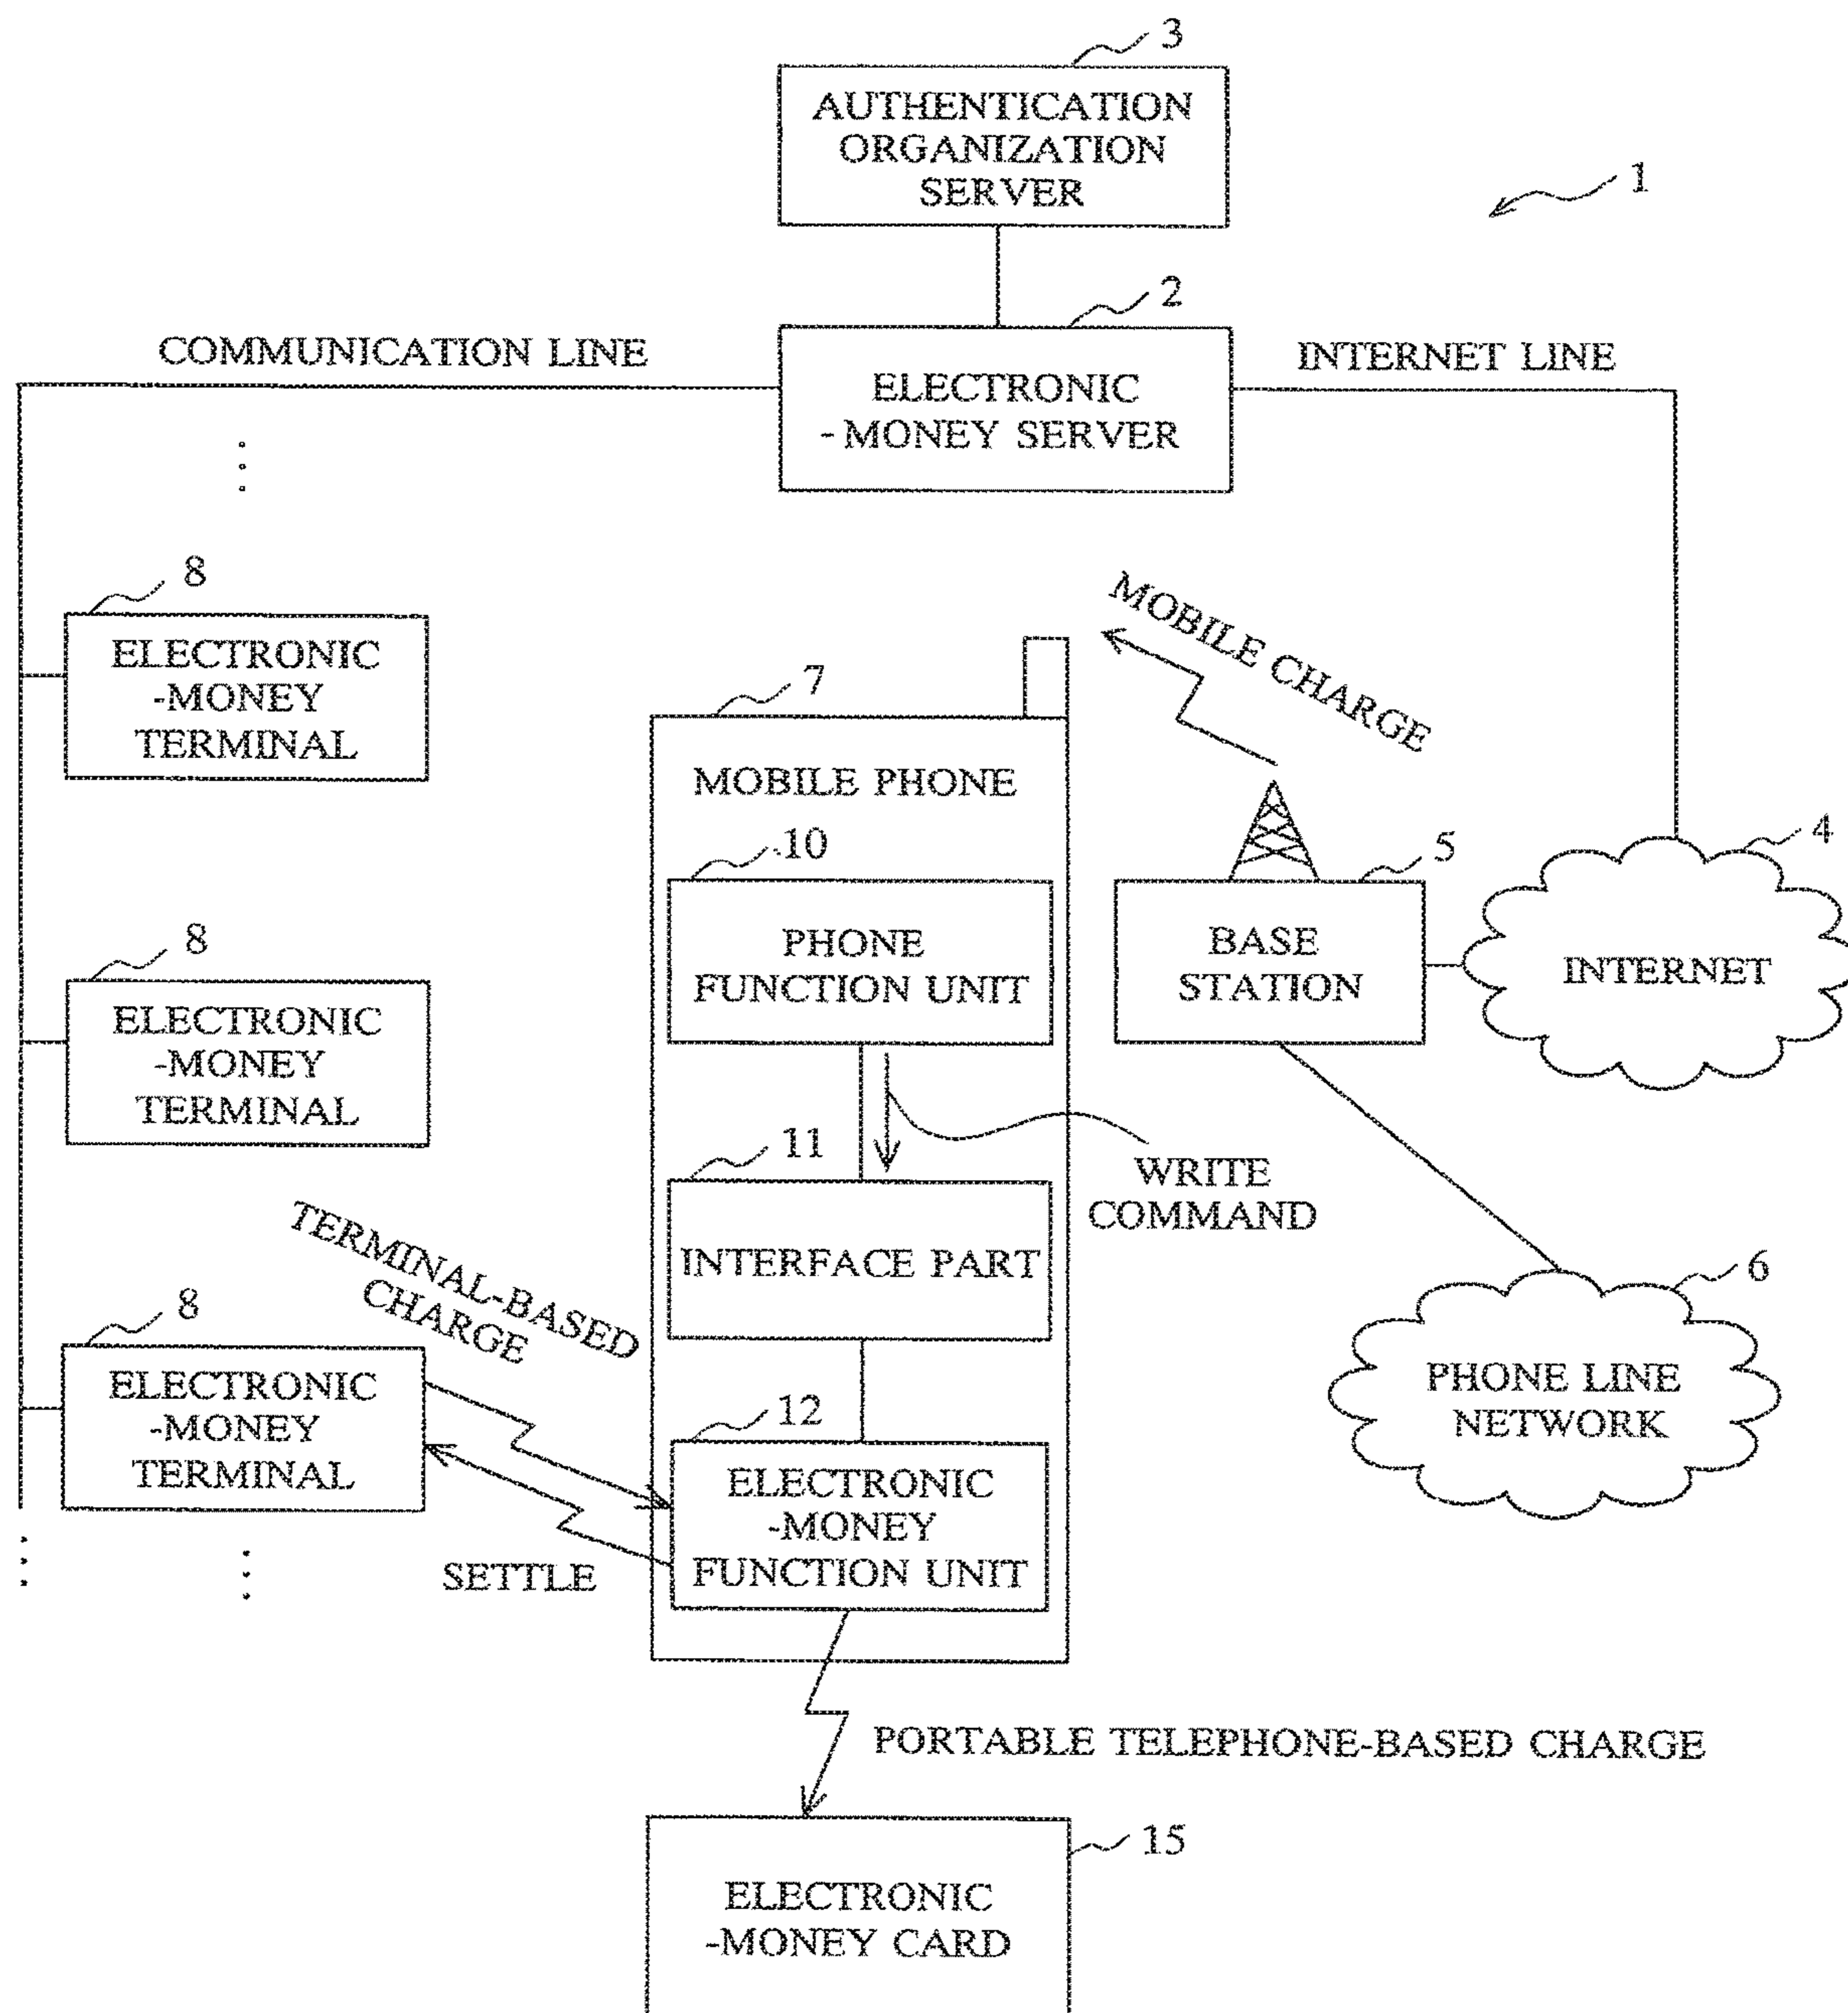 3
AUTHENTICATION
ORGANIZATION
SERVER
1
2
COMMUNICATION LINE
INTERNET LINE
ELECTRONIC
-MONEY SERVER
8
ELECTRONIC
-MONEY
TERMINAL
MOBILE CHARGE
7
MOBILE PHONE
10
PHONE
FUNCTION UNIT
5
BASE
STATION
4
INTERNET
8
ELECTRONIC
-MONEY
TERMINAL
11
WRITE
COMMAND
INTERFACE PART
TERMINAL-BASED
CHARGE
6
PHONE LINE
NETWORK
8
ELECTRONIC
-MONEY
TERMINAL
12
ELECTRONIC
-MONEY
FUNCTION UNIT
SETTLE
PORTABLE TELEPHONE-BASED CHARGE
15
ELECTRONIC
-MONEY CARD